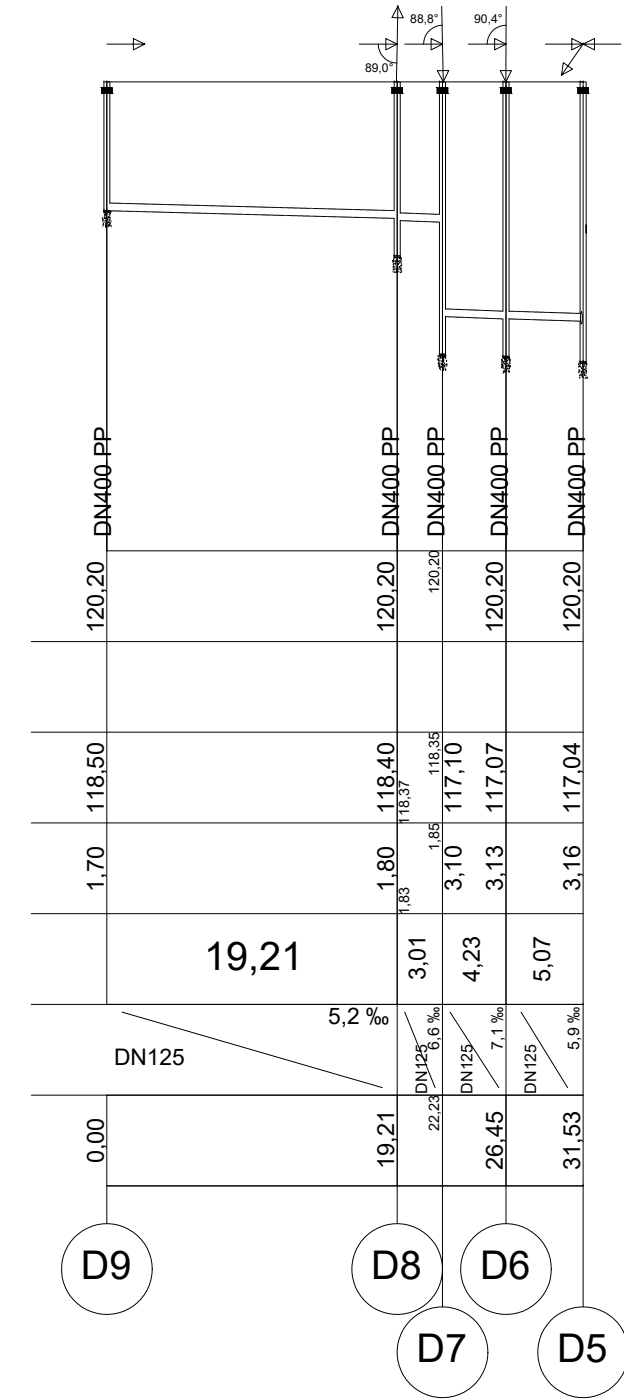 88,8° 90,4°
89,0°
DN400 PP DN400 PP DN400 PP DN400 PP DN400 PP
120,20 120,20 120,20 120,20 120,20
118,50 118,40 118,37 118,35 117,10 117,07 117,04
1,70 1,80 1,83 1,85 3,10 3,13 3,16
19,21 3,01 4,23 5,07
5,2 ‰ 6,6 ‰ 7,1 ‰ 5,9 ‰
DN125 DN125 DN125 DN125
0,00 19,21 22,23 26,45 31,53
D9 D8 D6
D7 D5